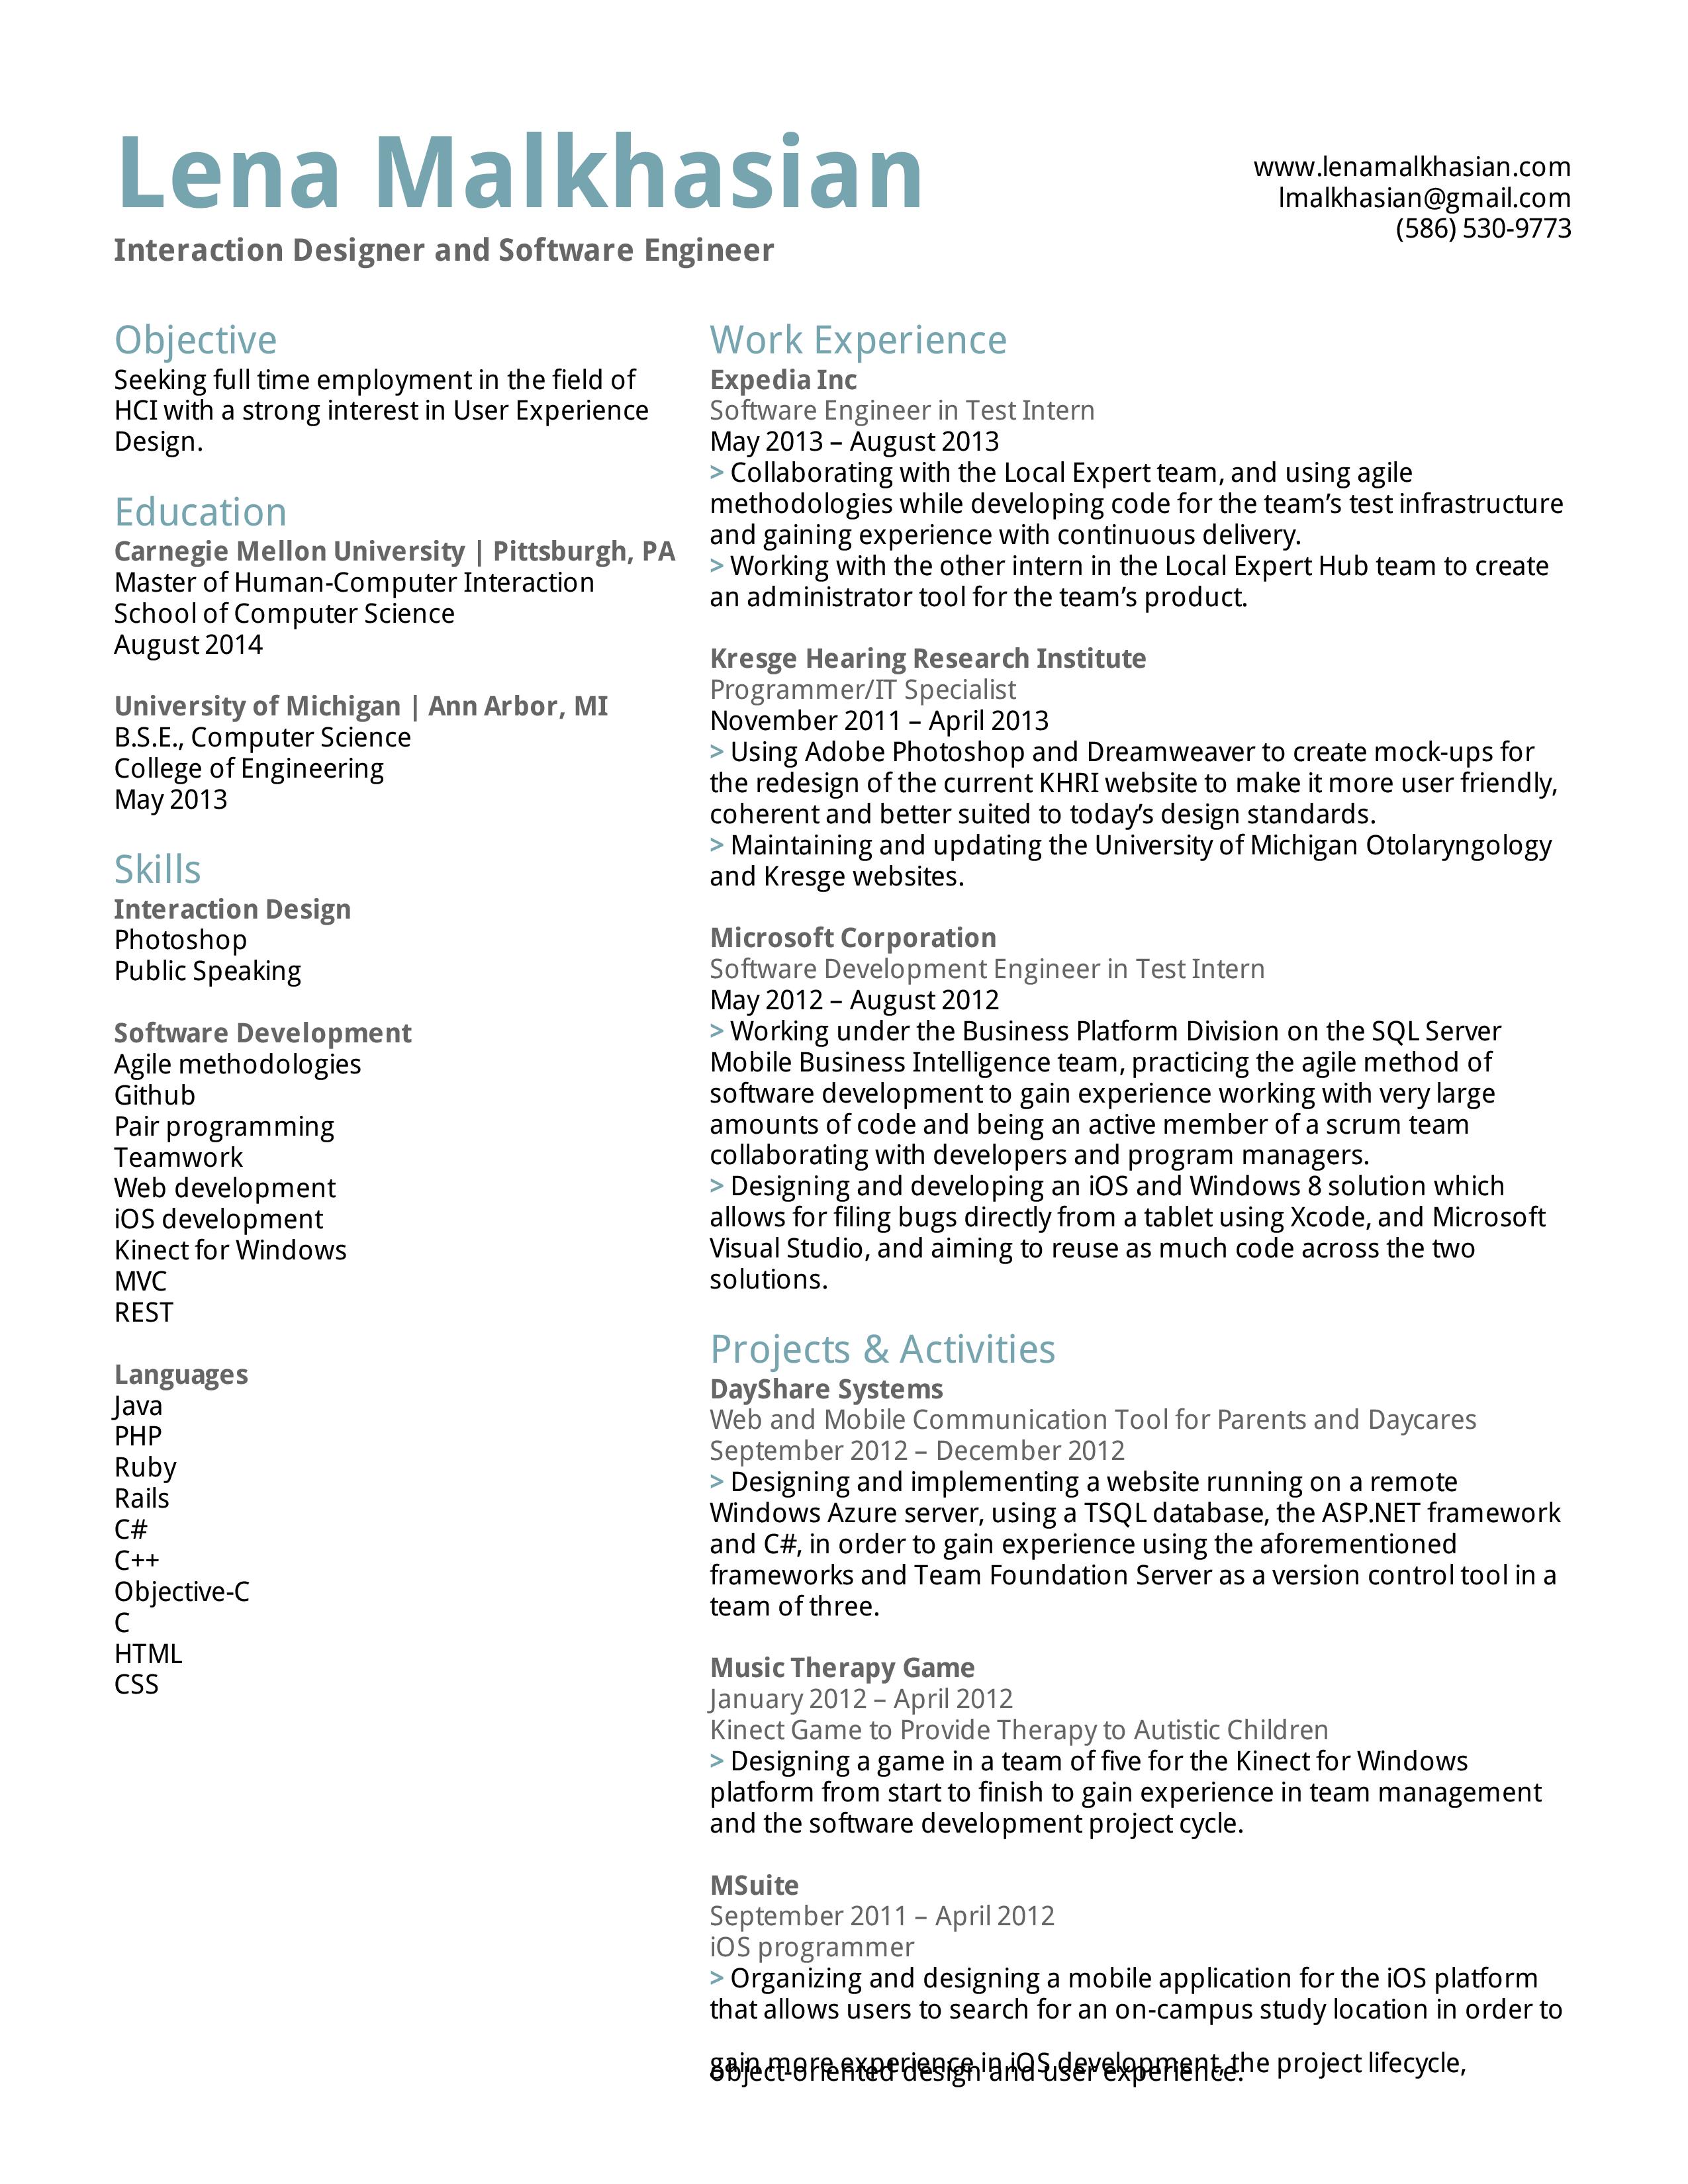 Lena Malkhasian
Interaction Designer and Software Engineer
www.lenamalkhasian.com
lmalkhasian@gmail.com
(586) 530-9773
Objective
Seeking full time employment in the field of
HCI with a strong interest in User Experience
Design.
Education
Carnegie Mellon University | Pittsburgh, PA
Master of Human-Computer Interaction
School of Computer Science
August 2014
University of Michigan | Ann Arbor, MI
B.S.E., Computer Science
College of Engineering
May 2013
Skills
Interaction Design
Photoshop
Public Speaking
Software Development
Agile methodologies
Github
Pair programming
Teamwork
Web development
iOS development
Kinect for Windows
MVC
REST
Languages
Java
PHP
Ruby
Rails
C#
C++
Objective-C
C
HTML
CSS
Work Experience
Expedia Inc
Software Engineer in Test Intern
May 2013 – August 2013
> Collaborating with the Local Expert team, and using agile
methodologies while developing code for the team’s test infrastructure
and gaining experience with continuous delivery.
> Working with the other intern in the Local Expert Hub team to create
an administrator tool for the team’s product.
Kresge Hearing Research Institute
Programmer/IT Specialist
November 2011 – April 2013
> Using Adobe Photoshop and Dreamweaver to create mock-ups for
the redesign of the current KHRI website to make it more user friendly,
coherent and better suited to today’s design standards.
> Maintaining and updating the University of Michigan Otolaryngology
and Kresge websites.
Microsoft Corporation
Software Development Engineer in Test Intern
May 2012 – August 2012
> Working under the Business Platform Division on the SQL Server
Mobile Business Intelligence team, practicing the agile method of
software development to gain experience working with very large
amounts of code and being an active member of a scrum team
collaborating with developers and program managers.
> Designing and developing an iOS and Windows 8 solution which
allows for filing bugs directly from a tablet using Xcode, and Microsoft
Visual Studio, and aiming to reuse as much code across the two
solutions.
Projects & Activities
DayShare Systems
Web and Mobile Communication Tool for Parents and Daycares
September 2012 – December 2012
> Designing and implementing a website running on a remote
Windows Azure server, using a TSQL database, the ASP.NET framework
and C#, in order to gain experience using the aforementioned
frameworks and Team Foundation Server as a version control tool in a
team of three.
Music Therapy Game
January 2012 – April 2012
Kinect Game to Provide Therapy to Autistic Children
> Designing a game in a team of five for the Kinect for Windows
platform from start to finish to gain experience in team management
and the software development project cycle.
MSuite
September 2011 – April 2012
iOS programmer
> Organizing and designing a mobile application for the iOS platform
that allows users to search for an on-campus study location in order to
gain more experience in iOS development, the project lifecycle,
object-oriented design and user experience.